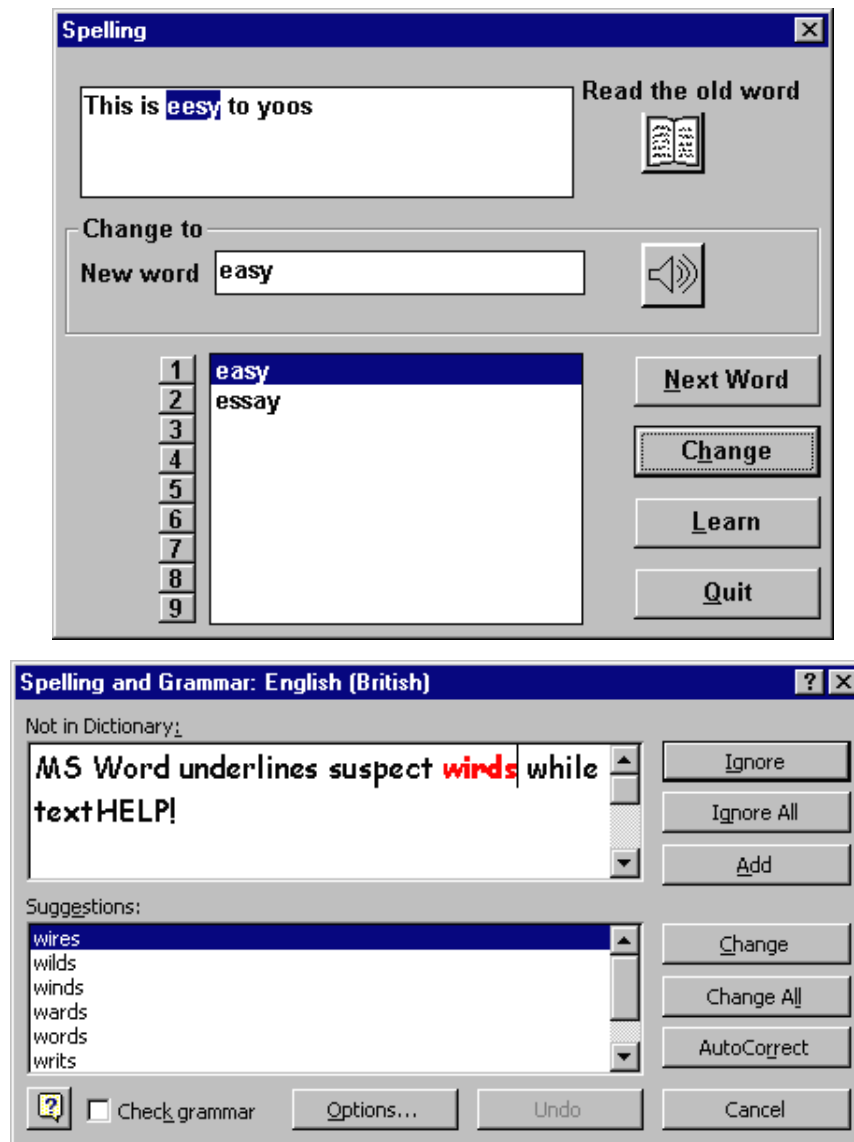 Spelling
This is eesy to yoos
Read the old word
Change to
New word easy
1 easy
2 essay
3
4
5
6
7
8
9
Next Word
Change
Learn
Quit
Spelling and Grammar: English (British)
Not in Dictionary:
MS Word underlines suspect wirds while
textHELP!
Ignore
Ignore All
Add
Suggestions:
wires
wilds
winds
wards
words
writs
Change
Change All
AutoCorrect
Check grammar
Options...
Undo
Cancel